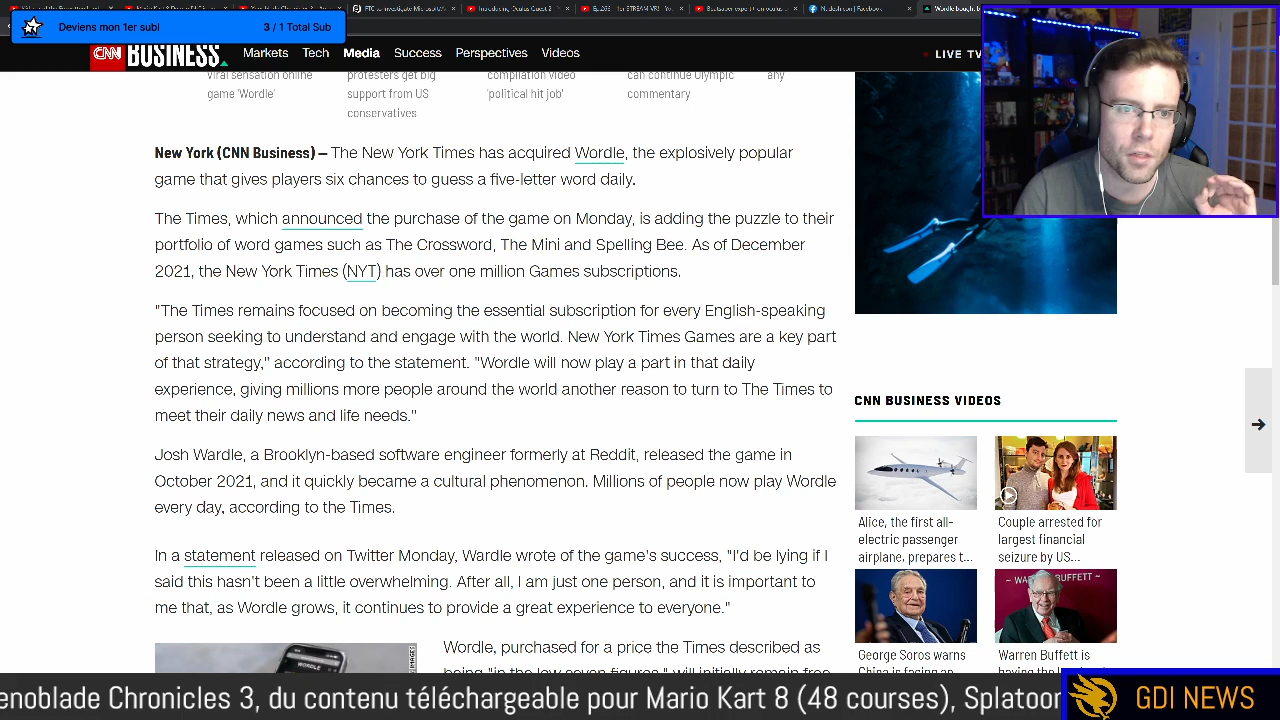 FTC
Introducing Oculus Quest 2
Ep.266
Facebook
Wordle bought b
Deviens mon 1er sub!
3 / 1 Total Sub
CNN BUSINESS
Markets Tech Media Success Perspectives Videos
LIVE TV
Viral sensation online
game 'Wordle'
protesters get big
support from US
conservatives
compilation video
'political hit job'
can continue Olympic
commentary
any
New York (CNN Business) — The New York Times has acquired Wordle, the explosively popular
game that gives players six chances to guess a five-letter word daily.
The Times, which announced the purchase of the game on Monday, is adding the puzzle to their
portfolio of word games such as The Crossword, The Mini and Spelling Bee. As of December
2021, the New York Times (NYT) has over one million Games subscriptions.
"The Times remains focused on becoming the essential subscription for every English-speaking
person seeking to understand and engage with the world. New York Times Games are a key part
of that strategy," according to the statement. "Wordle will now play a part in that daily
experience, giving millions more people around the world another reason to turn to The Times to
meet their daily news and life needs."
Josh Wardle, a Brooklyn-based software engineer formerly at Reddit, released the game in
October 2021, and it quickly became a cultural phenomenon. Millions of people now play Wordle
every day, according to the Times.
In a statement released on Twitter Monday, Wardle wrote of the game's success, "I'd be lying if I
said this hasn't been a little overwhelming. After all, I am just one person, and it is important to
me that, as Wordle grows, it continues to provide a great experience to everyone."
WORDLE
Wordle, purchased for a price the Times described as
CNN BUSINESS VIDEOS
Alice, the first all-
electric passenger
airplane, prepares t...
Couple arrested for
largest financial
seizure by US...
George Soros warns
Warren Buffett is
enoblade Chronicles 3, du contenu téléchargeable pour Mario Kart 8 (48 courses), Splatoon
GDI NEWS